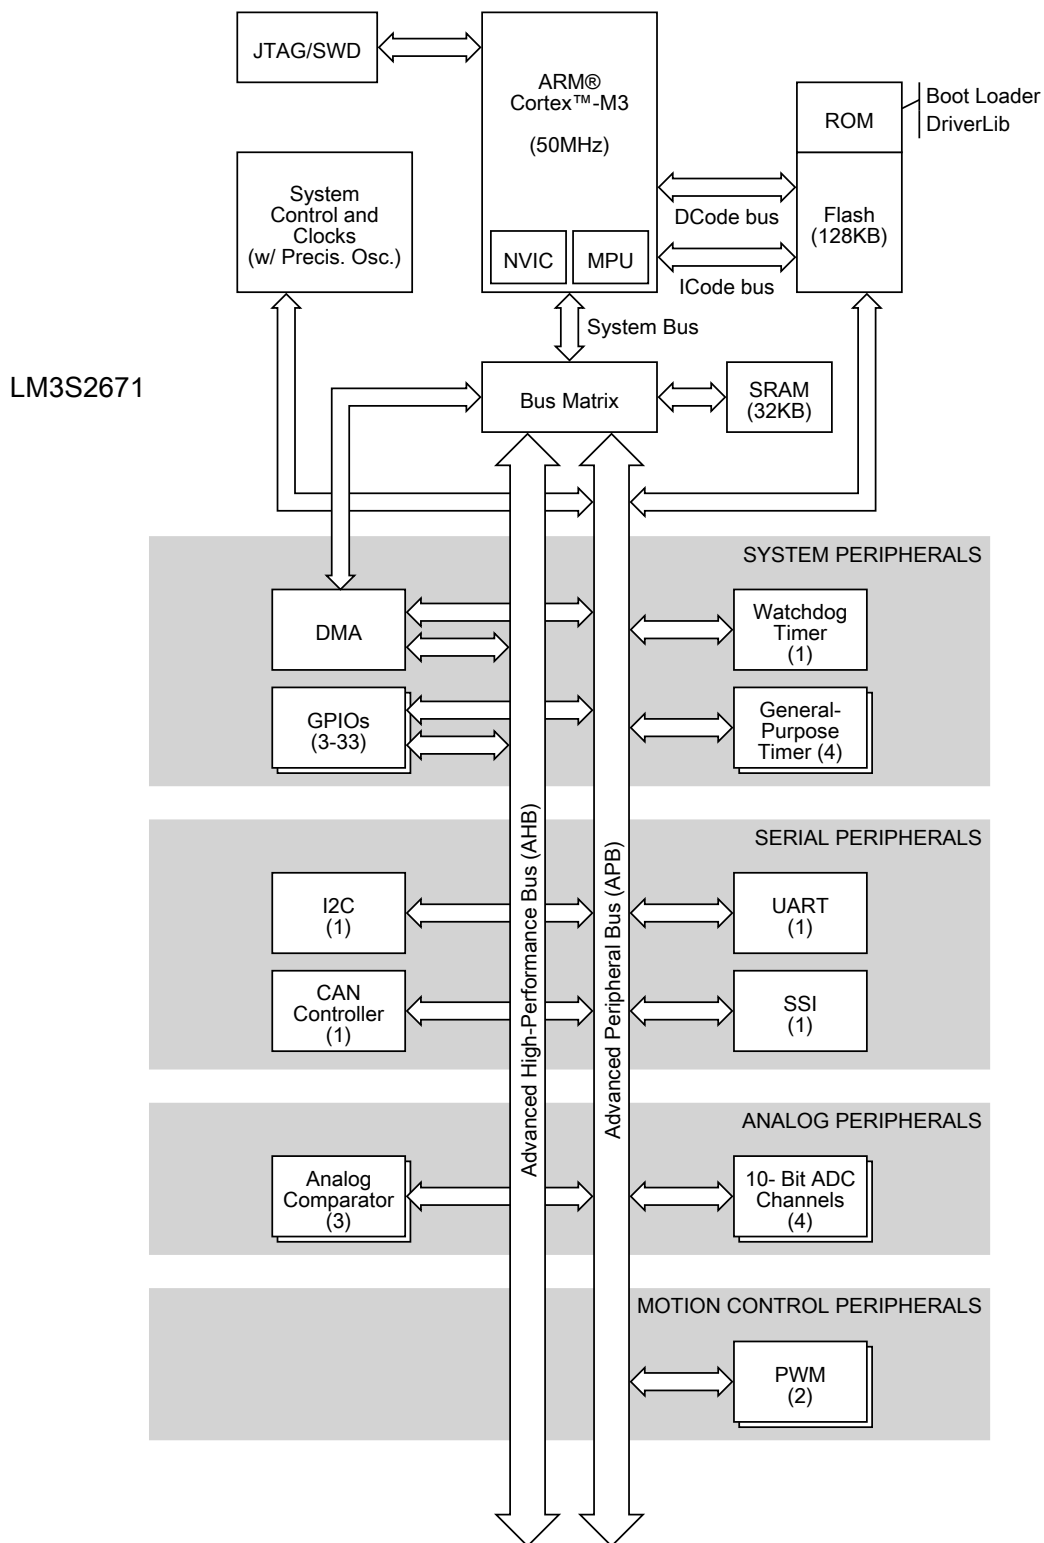 JTAG/SWD
ARM®
Cortex™-M3
(50MHz)
NVIC
MPU
ROM
Boot Loader
DriverLib
Flash
(128KB)
DCode bus
ICode bus
System
Control and
Clocks
(w/ Precis. Osc.)
System Bus
LM3S2671
Bus Matrix
SRAM
(32KB)
SYSTEM PERIPHERALS
DMA
Watchdog
Timer
(1)
GPIOs
(3-33)
General-
Purpose
Timer (4)
Advanced High-Performance Bus (AHB)
Advanced Peripheral Bus (APB)
SERIAL PERIPHERALS
I2C
(1)
UART
(1)
CAN
Controller
(1)
SSI
(1)
ANALOG PERIPHERALS
Analog
Comparator
(3)
10- Bit ADC
Channels
(4)
MOTION CONTROL PERIPHERALS
PWM
(2)